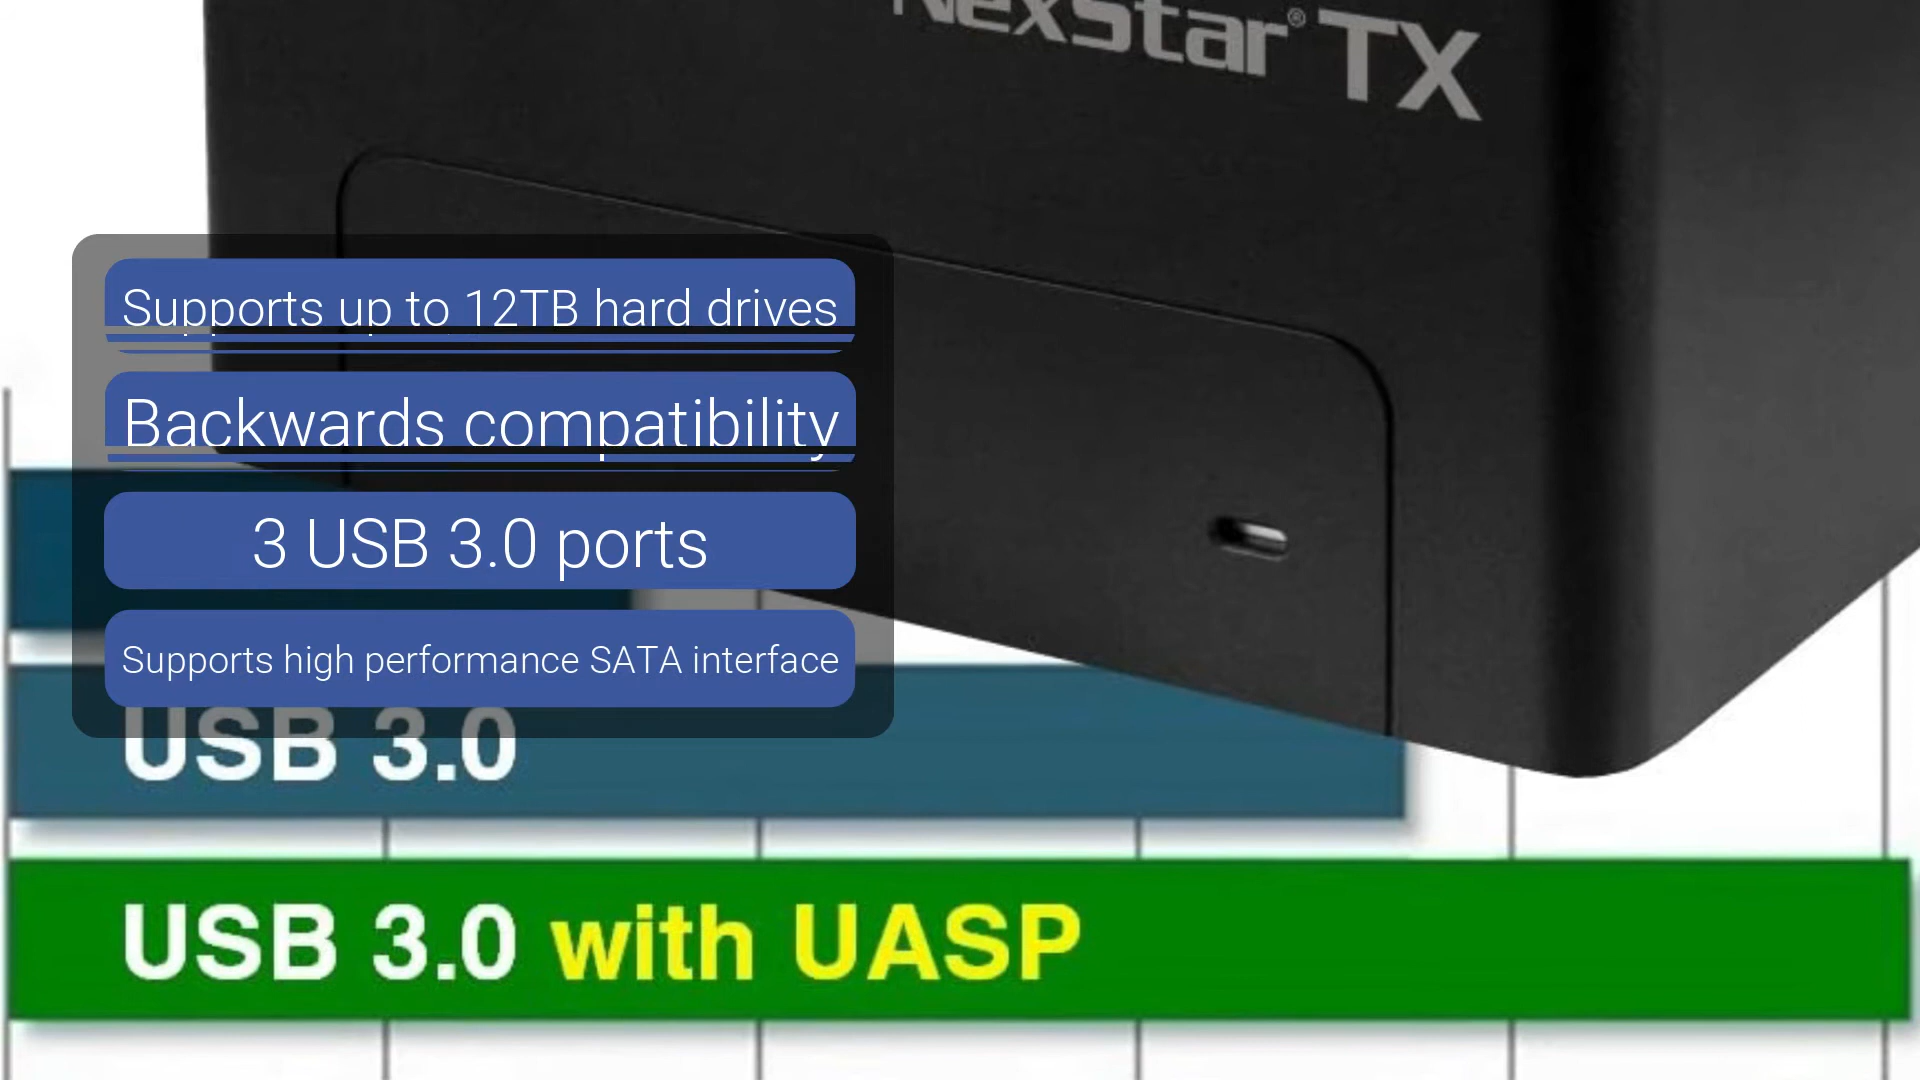 NexStar® TX
Supports up to 12TB hard drives
Backwards compatibility
3 USB 3.0 ports
Supports high performance SATA interface
USB 3.0
USB 3.0 with UASP